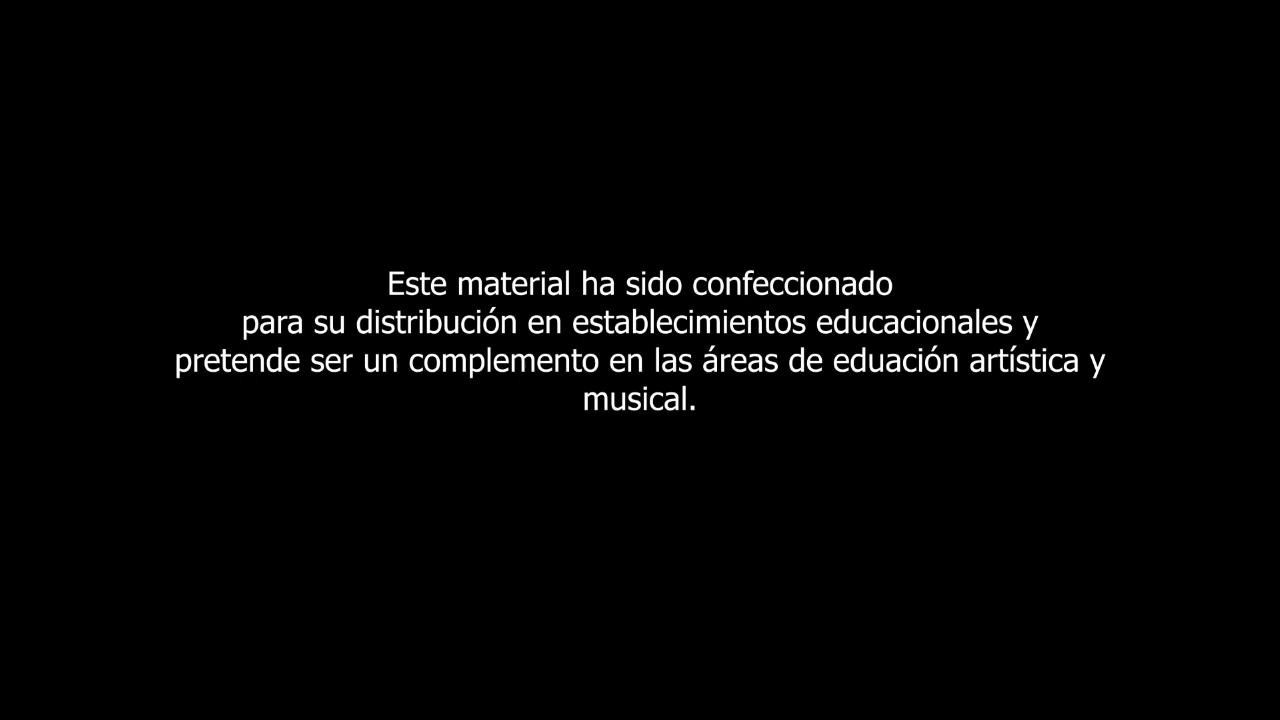 Este material ha sido confeccionado
para su distribución en establecimientos educacionales y
pretende ser un complemento en las áreas de eduación artística y
musical.